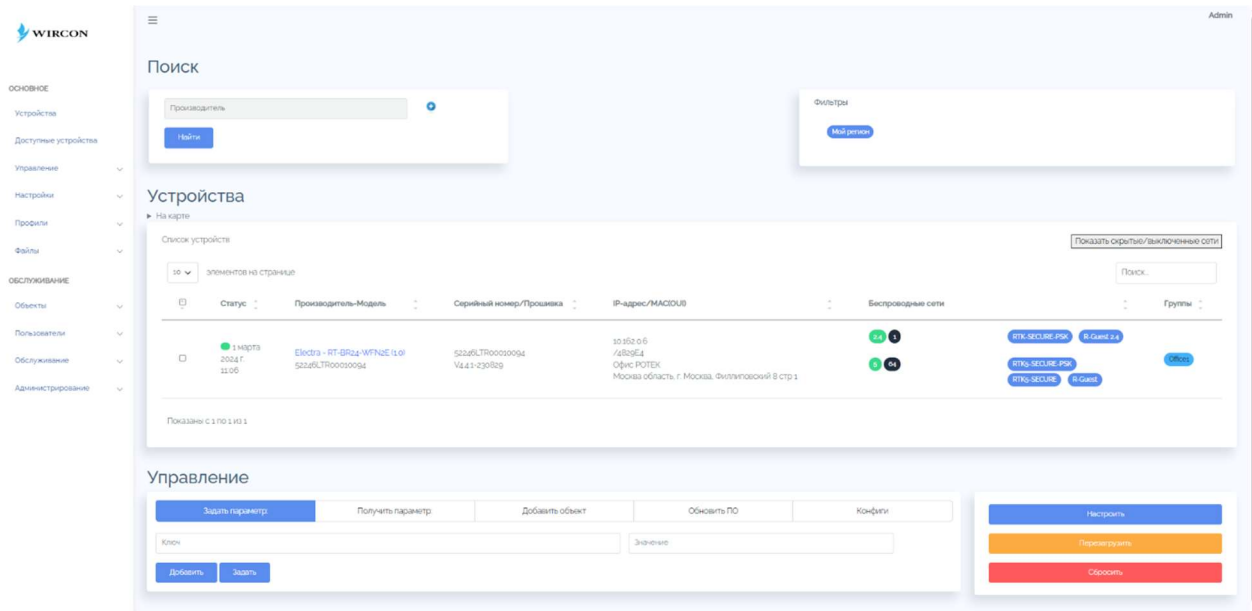 WIRCON
Admin
ОСНОВНОЕ
Устройства
Доступные устройства
Управление
Настройки
Профили
Файлы
ОБСЛУЖИВАНИЕ
Объекты
Пользователи
Обслуживание
Администрирование
Поиск
Производитель
Найти
Фильтры
Мой регион
Устройства
На карте
Список устройств
Показать скрытые/выключенные сети
10 элементов на странице
Поиск..
Статус Производитель-Модель Серийный номер/Прошивка IP-адрес/MAC(OUI) Беспроводные сети Группы
1 марта
2024 г.
11:06
Electra - RT-BR24-WFN2E (1.0)
52246LTR00010094
52246LTR00010094
V4.4.1-230829
10.162.0.6
/4829E4
Офис РОТЕК
Москва область, г. Москва, Филипповский 8 стр 1
2.4 1 RTK-SECURE-PSK R-Guest 2.4
5 64 RTK5-SECURE-PSK
RTK5-SECURE R-Guest
Offices
Показаны с 1 по 1 из 1
Управление
Задать параметр Получить параметр Добавить объект Обновить ПО Конфиги
Ключ Значение
Добавить Задать
Настроить
Перезагрузить
Сбросить